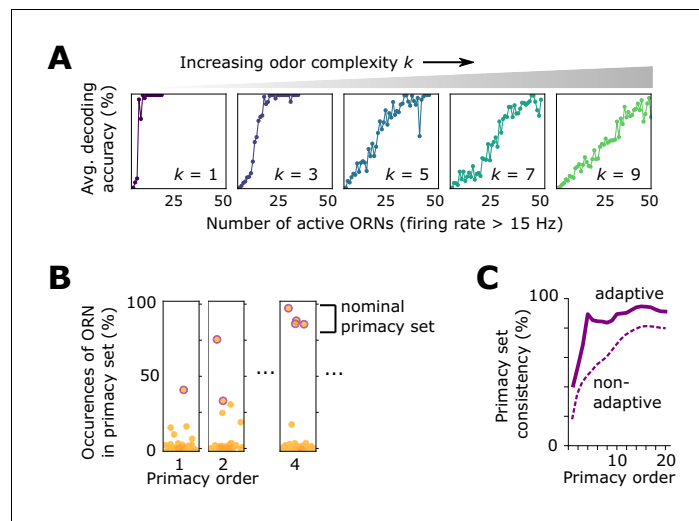 A
Increasing odor complexity k
Avg. decoding
accuracy (%)
k = 1
k = 3
k = 5
k = 7
k = 9
25 50 25 50 25 50 25 50 25 50
Number of active ORNs (firing rate > 15 Hz)
B
Occurences of ORN
in primacy set (%)
100
50
0
nominal
primacy set
... ...
1 2 4
Primacy order
C
Primacy set
consistency (%)
100
50
0
adaptive
non-
adaptive
10 20
Primacy order